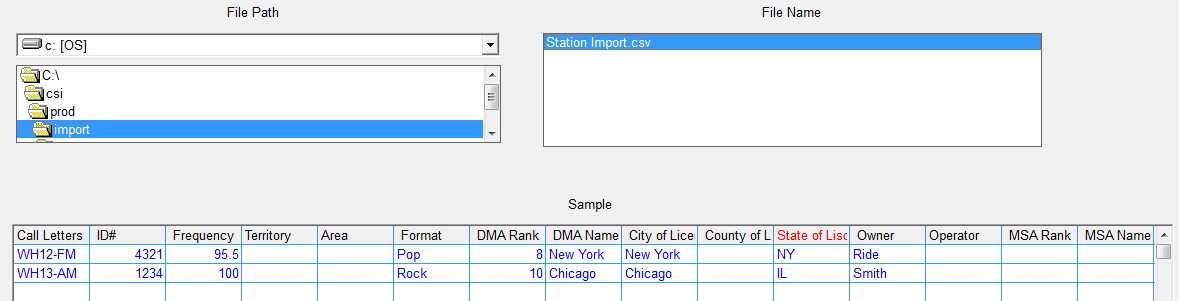 File Path File Name
c: [OS] Station Import.csv
C:\
csi
prod
import
Sample
Call Letters ID# Frequency Territory Area Format DMA Rank DMA Name City of Lice County of L State of Lisc Owner Operator MSA Rank MSA Name
WH12-FM 4321 95.5 Pop 8 New York New York NY Ride
WH13-AM 1234 100 Rock 10 Chicago Chicago IL Smith